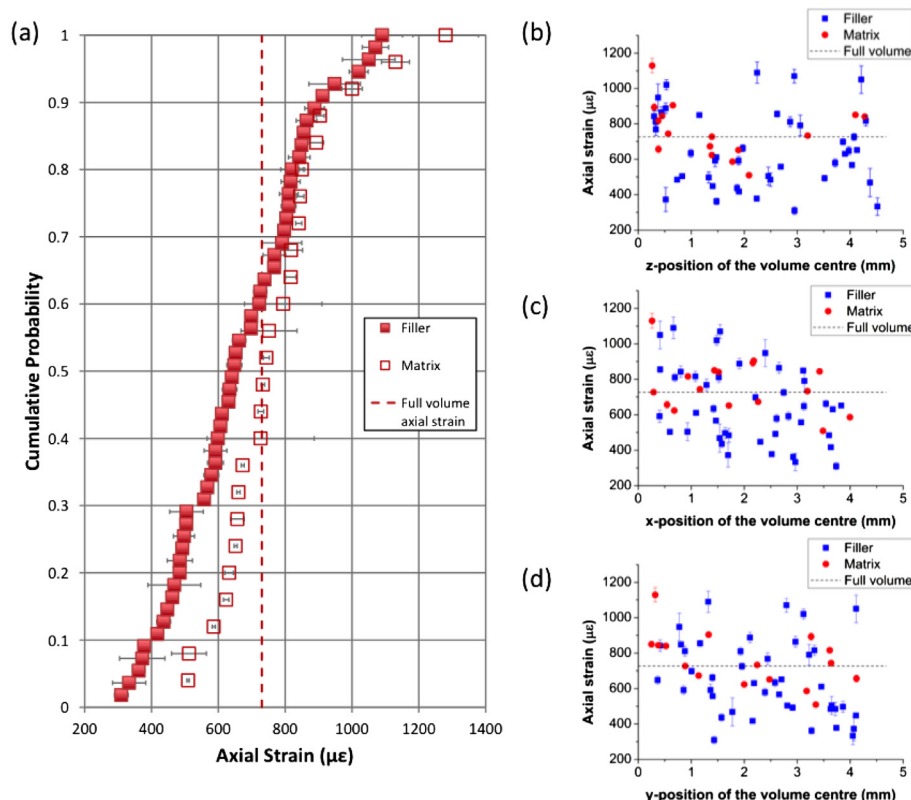 (a)
1
0.9
0.8
0.7
0.6
0.5
0.4
0.3
0.2
0.1
0
Cumulative Probability
200 400 600 800 1000 1200 1400
Axial Strain (με)
Filler
Matrix
Full volume
axial strain
(b)
Filler
Matrix
Full volume
1200
1000
800
600
400
200
Axial strain (με)
0 1 2 3 4 5
z-position of the volume centre (mm)
(c)
Filler
Matrix
Full volume
1200
1000
800
600
400
200
Axial strain (με)
0 1 2 3 4 5
x-position of the volume centre (mm)
(d)
Filler
Matrix
Full volume
1200
1000
800
600
400
200
Axial strain (με)
0 1 2 3 4 5
y-position of the volume centre (mm)